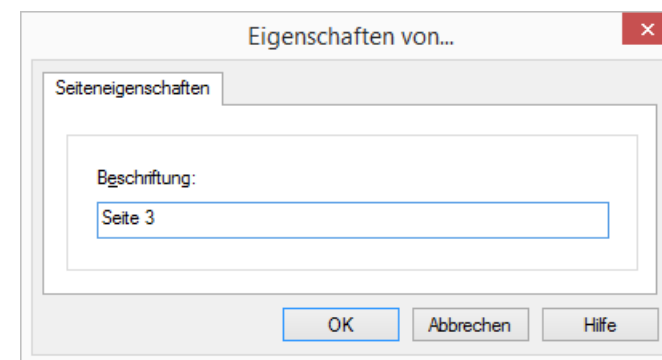 Eigenschaften von...
Seiteneigenschaften
Beschriftung:
Seite 3
OK Abbrechen Hilfe